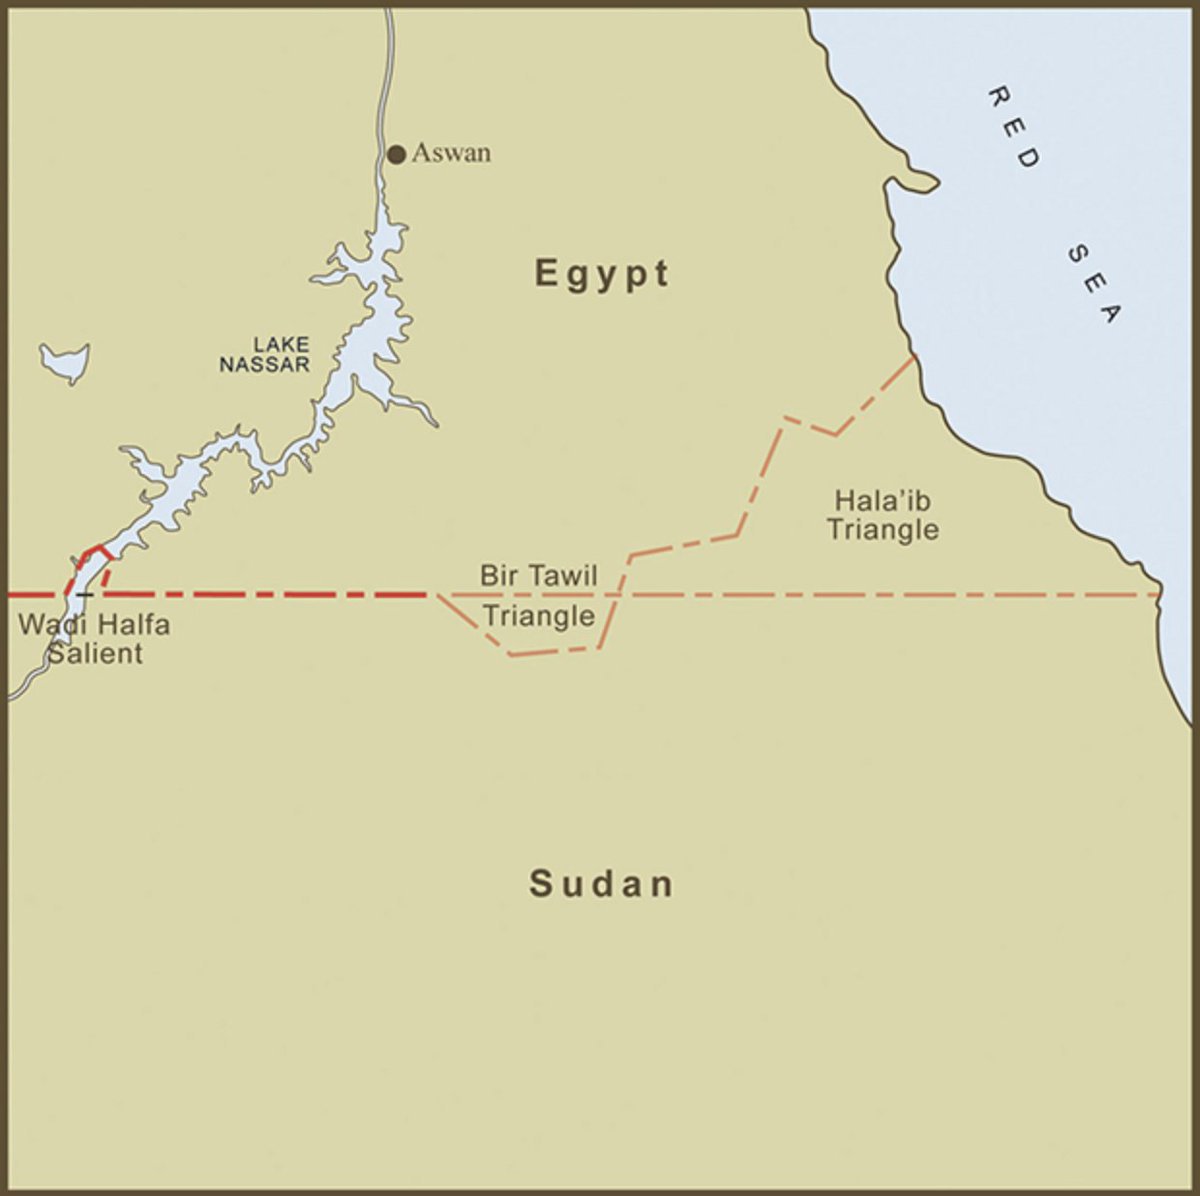 RED SEA
Aswan
Egypt
LAKE
NASSAR
Hala’ib
Triangle
Bir Tawil
Triangle
Wadi Halfa
Salient
Sudan